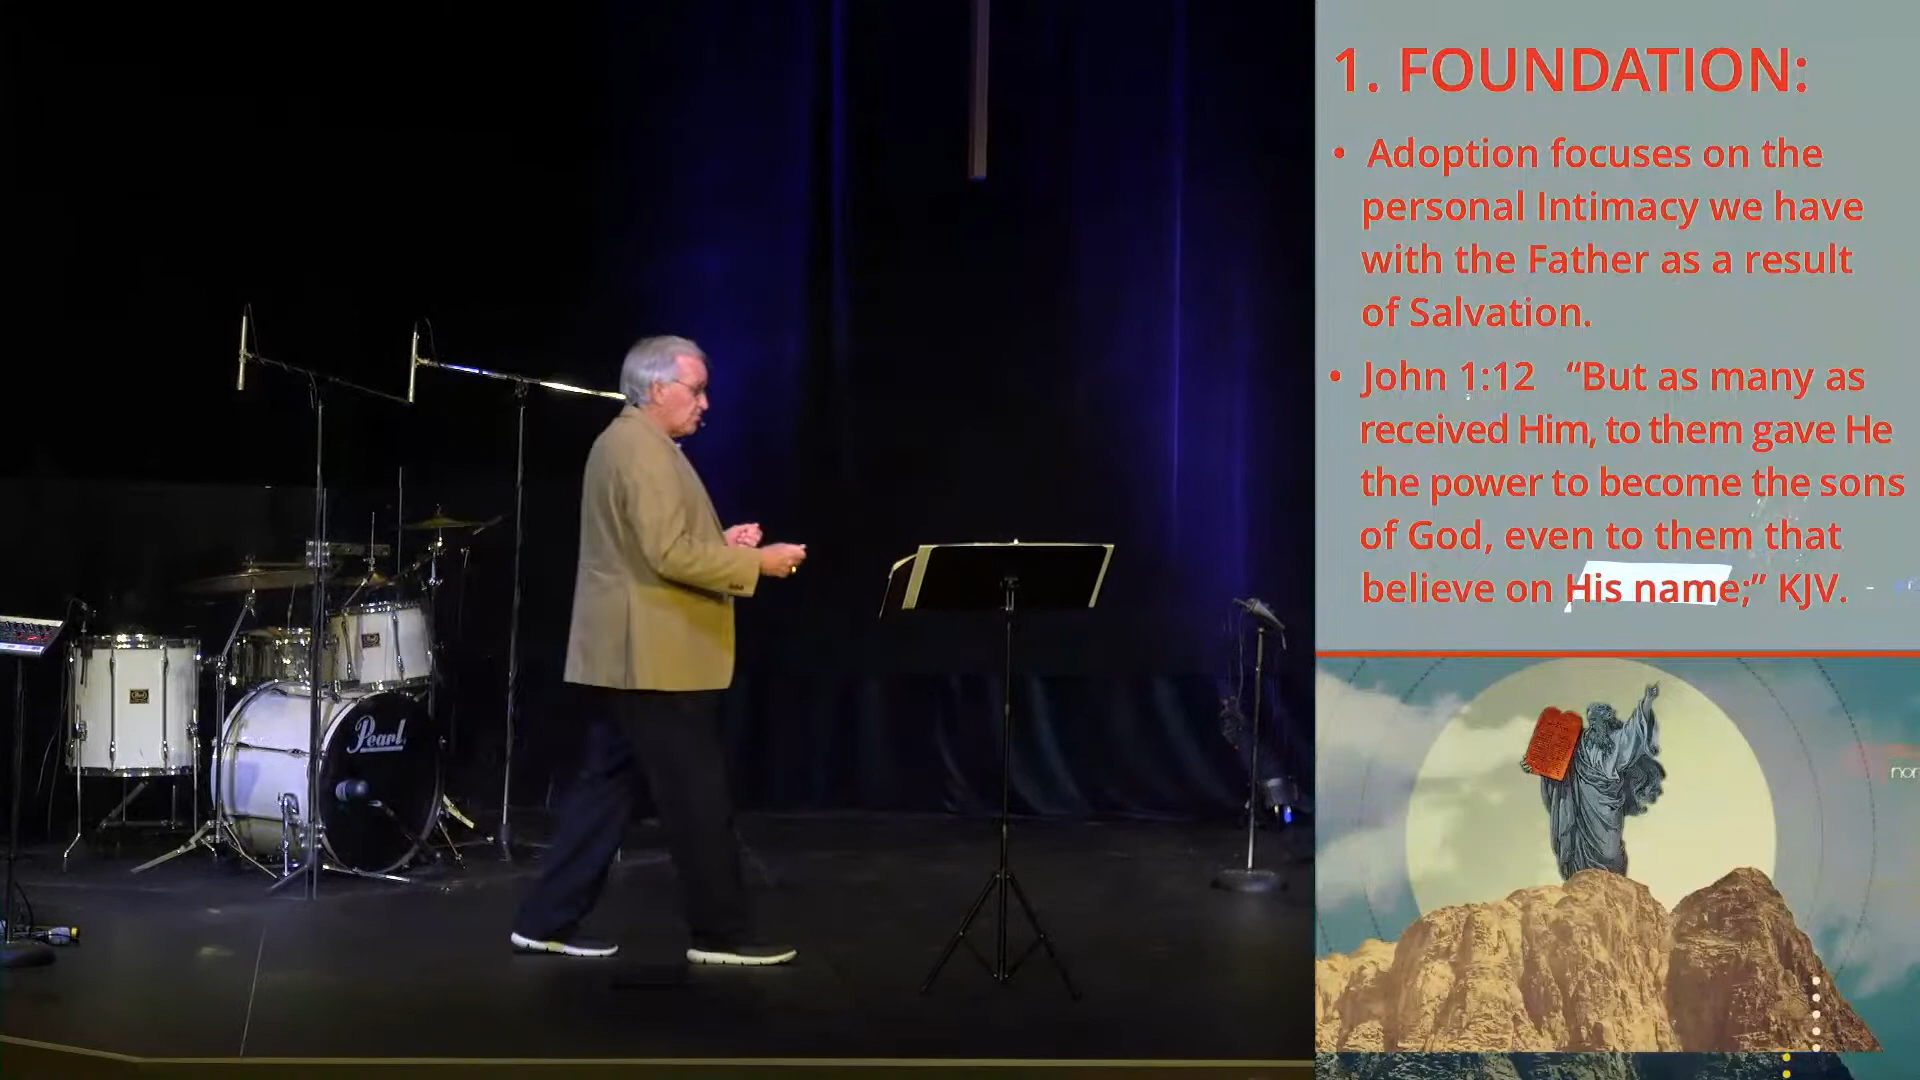 1. FOUNDATION:
• Adoption focuses on the
personal Intimacy we have
with the Father as a result
of Salvation.
• John 1:12 “But as many as
received Him, to them gave He
the power to become the sons
of God, even to them that
believe on His name;” KJV.
Pearl
nor